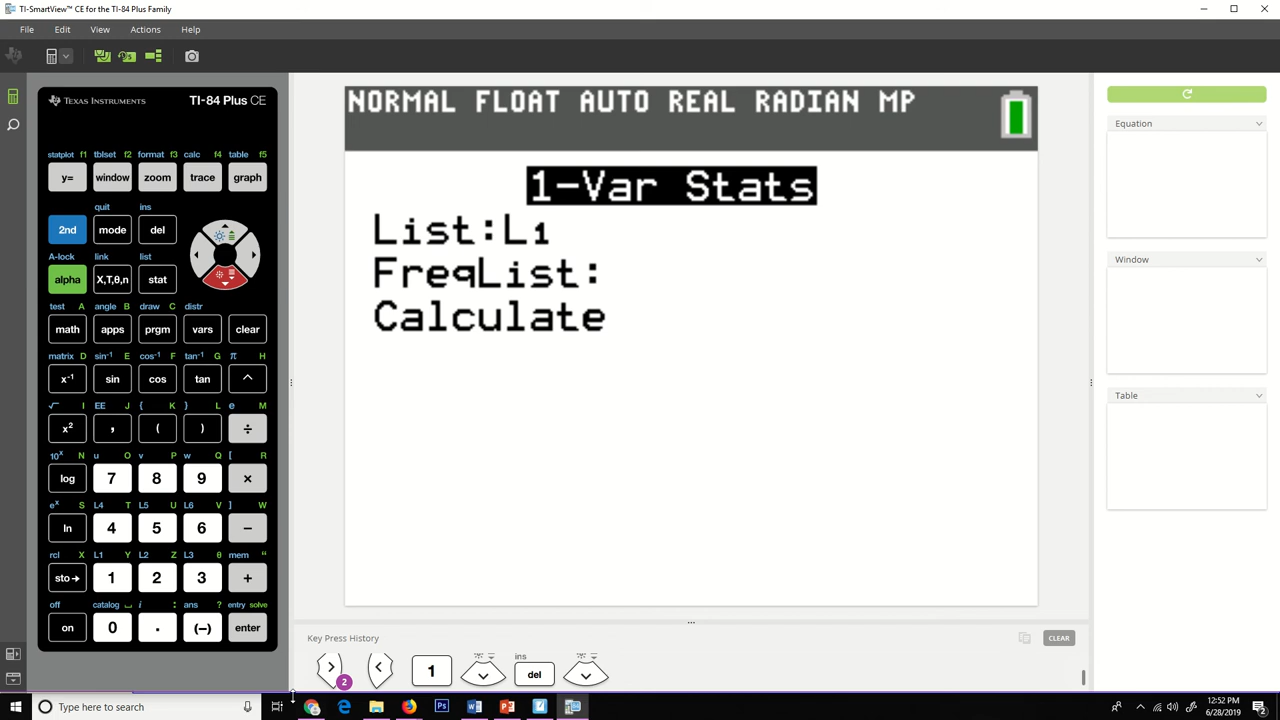 TI-SmartView™ CE for the TI-84 Plus Family
File Edit View Actions Help
TEXAS INSTRUMENTS TI-84 Plus CE
statplot f1 tblset f2 format f3 calc f4 table f5
y= window zoom trace graph
quit ins
2nd mode del
A-lock link list
alpha X,T,θ,n stat
test A angle B draw C distr
math apps prgm vars clear
matrix D sin⁻¹ E cos⁻¹ F tan⁻¹ G π H
x⁻¹ sin cos tan ^
√ I EE J { K } L e M
x² , ( ) ÷
10ˣ N u O v P w Q [ R
log 7 8 9 ×
eˣ S L4 T L5 U L6 V ] W
ln 4 5 6 −
rcl X L1 Y L2 Z L3 θ mem “
sto→ 1 2 3 +
off catalog i : ans ? entry solve
on 0 . (−) enter
NORMAL FLOAT AUTO REAL RADIAN MP
1-Var Stats
List:L1
FreqList:
Calculate
Key Press History
CLEAR
2 1 ins del
Equation
Window
Table
Type here to search
12:52 PM
6/28/2019
2